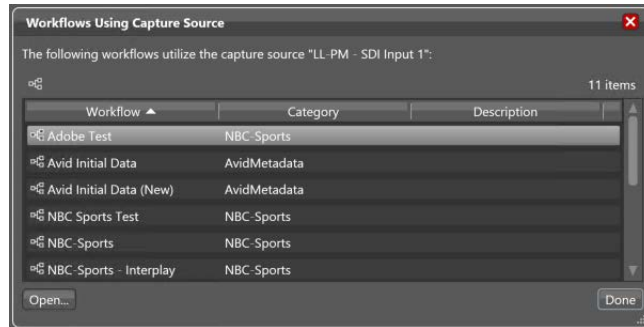 Workflows Using Capture Source
The following workflows utilize the capture source "LL-PM - SDI Input 1":
11 items
Workflow Category Description
Adobe Test NBC-Sports
Avid Initial Data AvidMetadata
Avid Initial Data (New) AvidMetadata
NBC Sports Test NBC-Sports
NBC-Sports NBC-Sports
NBC-Sports - Interplay NBC-Sports
Open... Done